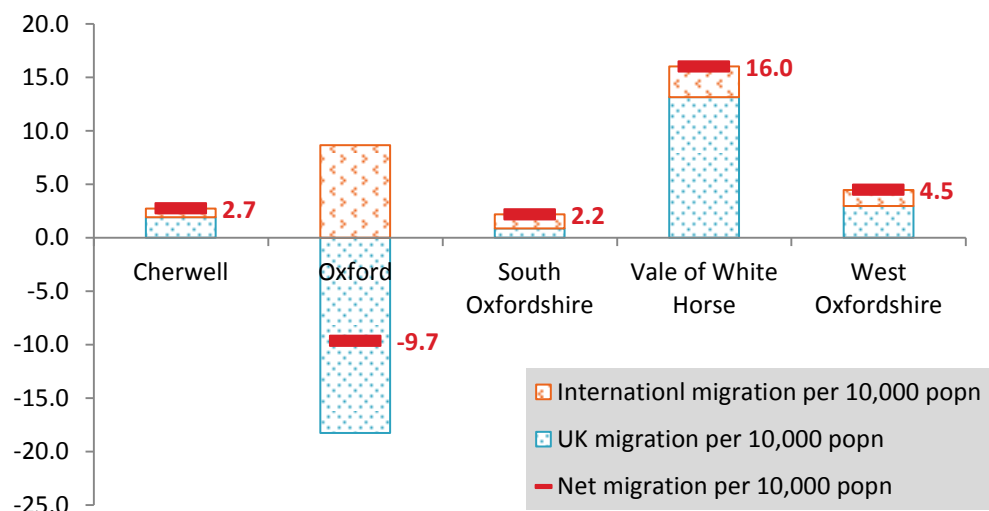 20.0
15.0
10.0
5.0
0.0
-5.0
-10.0
-15.0
-20.0
-25.0
2.7
-9.7
2.2
16.0
4.5
Cherwell
Oxford
South
Oxfordshire
Vale of White
Horse
West
Oxfordshire
Internationl migration per 10,000 popn
UK migration per 10,000 popn
Net migration per 10,000 popn